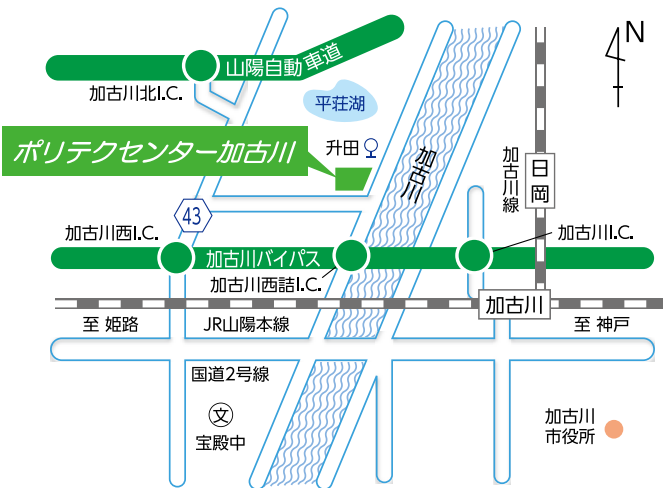 N
山陽自動車道
加古川北I.C.
平荘湖
升田
ポリテクセンター加古川
加古川
加古川線
日岡
43
加古川西I.C.
加古川I.C.
加古川バイパス
加古川西詰I.C.
加古川
至 姫路
JR山陽本線
至 神戸
国道2号線
文
宝殿中
加古川
市役所